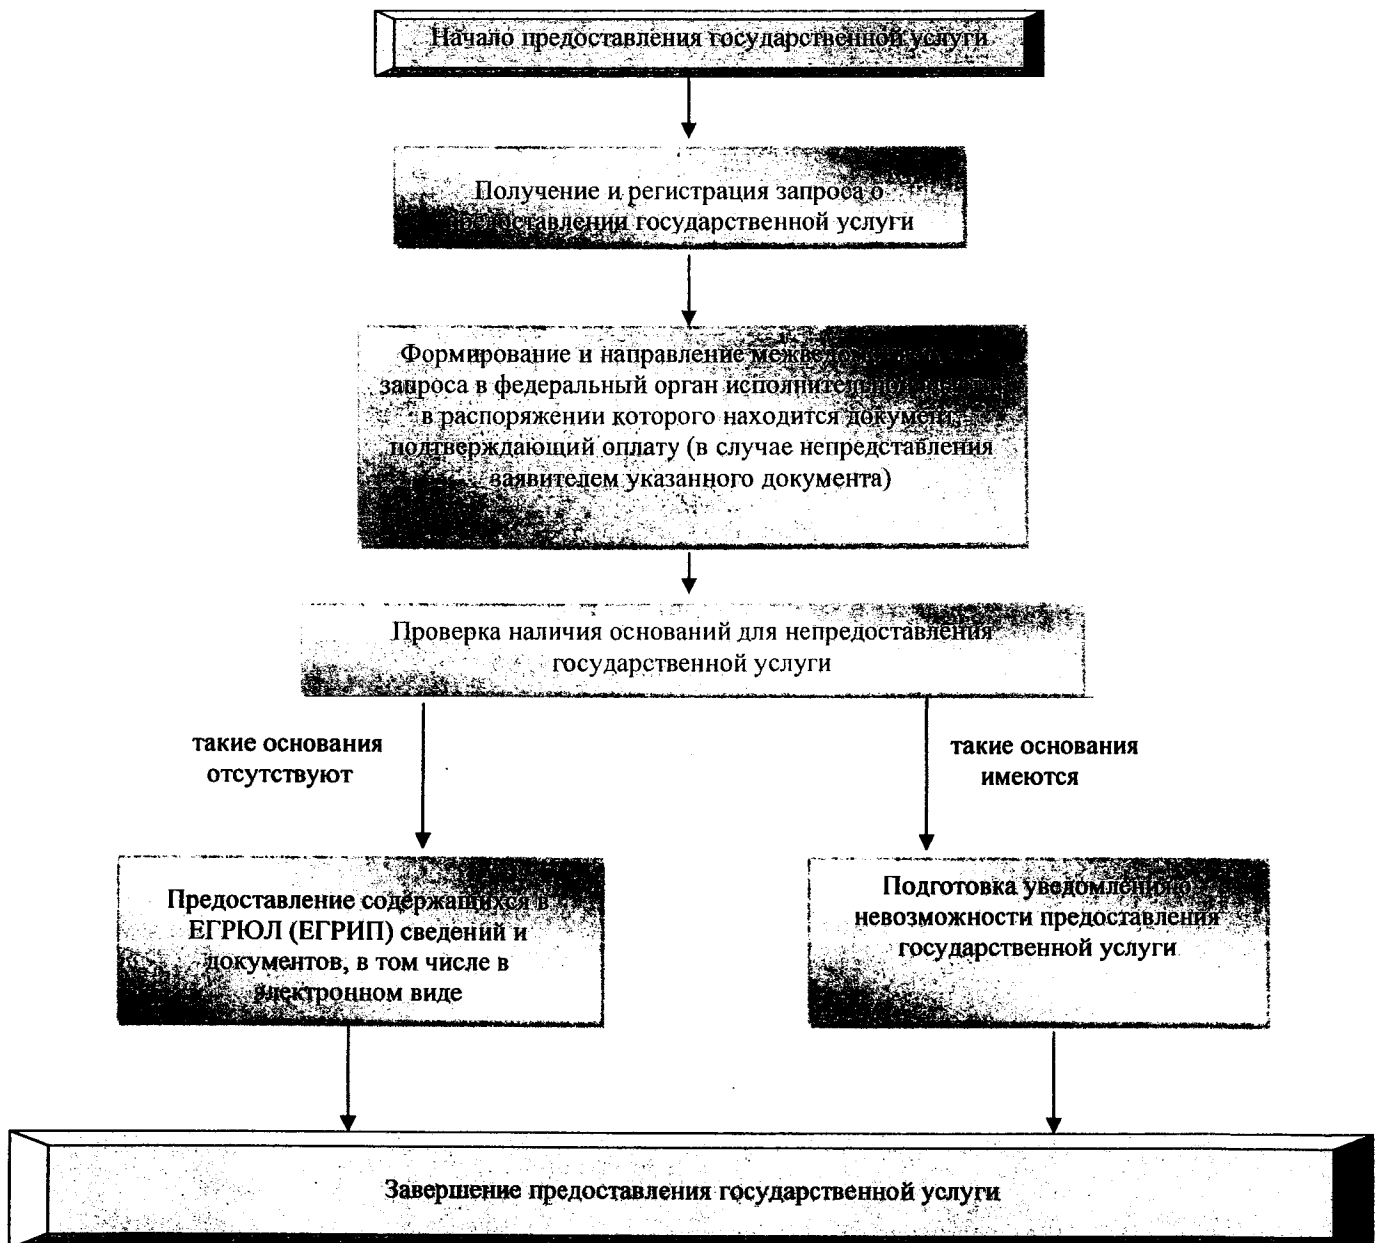 Начало предоставления государственной услуги
Получение и регистрация запроса о
предоставлении государственной услуги
Формирование и направление
запроса в федеральный орган исполнительной
в распоряжении которого находится документ,
подтверждающий оплату (в случае непредставления
заявителем указанного документа)
Проверка наличия оснований для непредоставления
государственной услуги
такие основания
отсутствуют
такие основания
имеются
Предоставление содержащихся в
ЕГРЮЛ (ЕГРИП) сведений и
документов, в том числе в
электронном виде
Подготовка уведомления о
невозможности предоставления
государственной услуги
Завершение предоставления государственной услуги